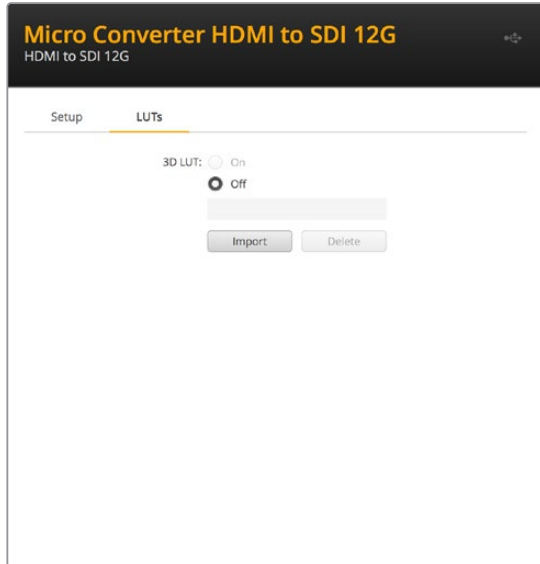 Micro Converter HDMI to SDI 12G
HDMI to SDI 12G
Setup LUTs
3D LUT: On
Off
Import Delete